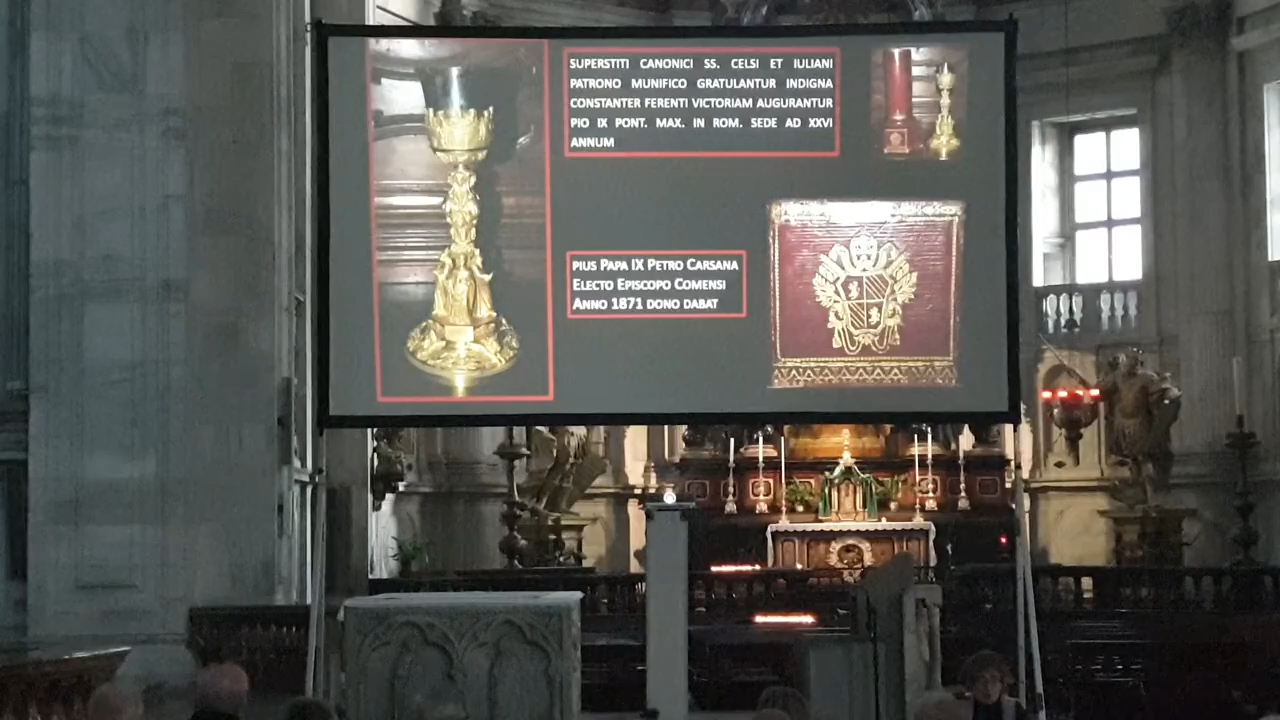 SUPERSTITI CANONICI SS. CELSI ET IULIANI
PATRONO MUNIFICO GRATULANTUR INDIGNA
CONSTANTER FERENTI VICTORIAM AUGURANTUR
PIO IX PONT. MAX. IN ROM. SEDE AD XXVI
ANNUM
PIUS PAPA IX PETRO CARSANA
ELECTO EPISCOPO COMENSI
ANNO 1871 DONO DABAT